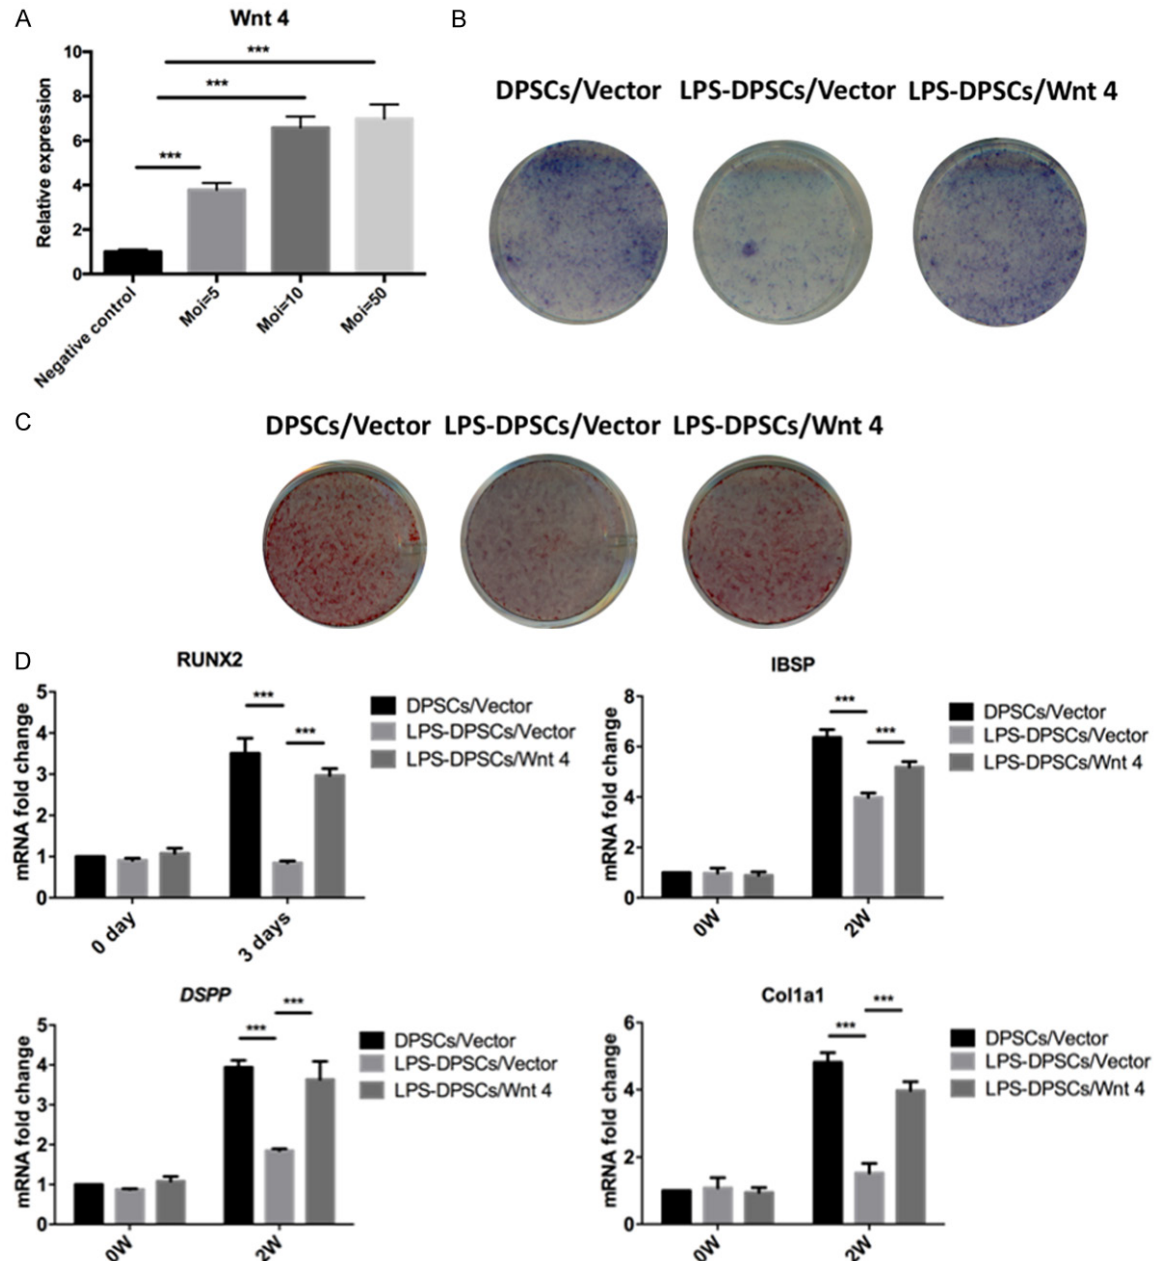 A
Wnt 4
Relative expression
10
8
6
4
2
0
***
***
***
Negative control
Moi=5
Moi=10
Moi=50
B
DPSCs/Vector LPS-DPSCs/Vector LPS-DPSCs/Wnt 4
C
DPSCs/Vector LPS-DPSCs/Vector LPS-DPSCs/Wnt 4
D
RUNX2
mRNA fold change
5
4
3
2
1
0
***
***
0 day
3 days
DPSCs/Vector
LPS-DPSCs/Vector
LPS-DPSCs/Wnt 4
IBSP
mRNA fold change
8
6
4
2
0
***
***
0W
2W
DPSCs/Vector
LPS-DPSCs/Vector
LPS-DPSCs/Wnt 4
DSPP
mRNA fold change
5
4
3
2
1
0
***
***
0W
2W
DPSCs/Vector
LPS-DPSCs/Vector
LPS-DPSCs/Wnt 4
Col1a1
mRNA fold change
6
4
2
0
***
***
0W
2W
DPSCs/Vector
LPS-DPSCs/Vector
LPS-DPSCs/Wnt 4